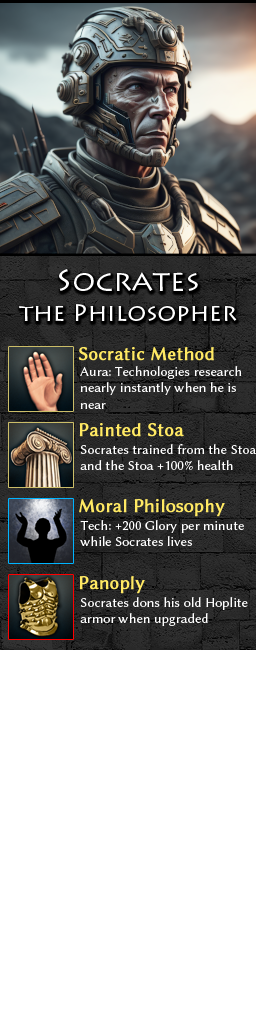 Socrates
the Philosopher
Socratic Method
Aura: Technologies research
nearly instantly when he is
near
Painted Stoa
Socrates trained from the Stoa
and the Stoa +100% health
Moral Philosophy
Tech: +200 Glory per minute
while Socrates lives
Panoply
Socrates dons his old Hoplite
armor when upgraded